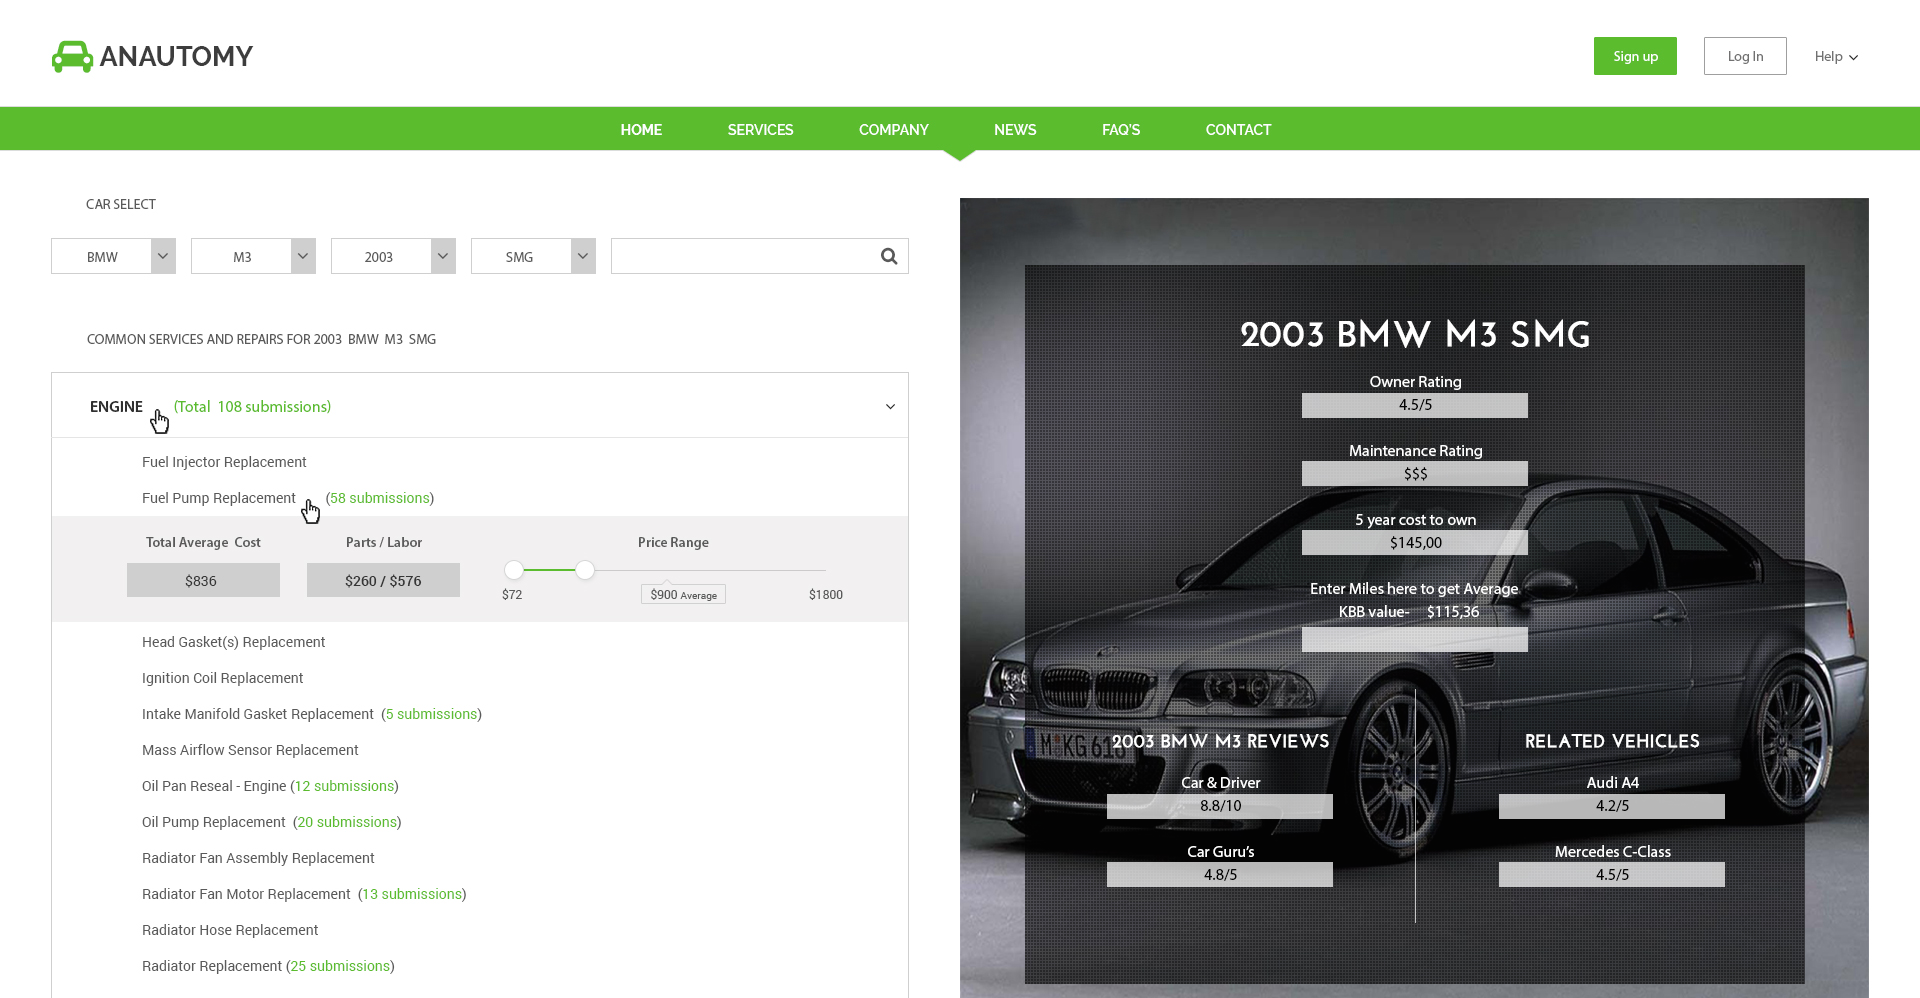 ANAUTOMY
Sign up
Log In
Help
HOME SERVICES COMPANY NEWS FAQ'S CONTACT
CAR SELECT
BMW M3 2003 SMG
COMMON SERVICES AND REPAIRS FOR 2003 BMW M3 SMG
ENGINE (Total 108 submissions)
Fuel Injector Replacement
Fuel Pump Replacement (58 submissions)
Total Average Cost Parts / Labor Price Range
$836 $260 / $576
$72 $900 Average $1800
Head Gasket(s) Replacement
Ignition Coil Replacement
Intake Manifold Gasket Replacement (5 submissions)
Mass Airflow Sensor Replacement
Oil Pan Reseal - Engine (12 submissions)
Oil Pump Replacement (20 submissions)
Radiator Fan Assembly Replacement
Radiator Fan Motor Replacement (13 submissions)
Radiator Hose Replacement
Radiator Replacement (25 submissions)
2003 BMW M3 SMG
Owner Rating
4.5/5
Maintenance Rating
$$$
5 year cost to own
$145,00
Enter Miles here to get Average
KBB value- $115,36
2003 BMW M3 REVIEWS
Car & Driver
8.8/10
Car Guru's
4.8/5
RELATED VEHICLES
Audi A4
4.2/5
Mercedes C-Class
4.5/5